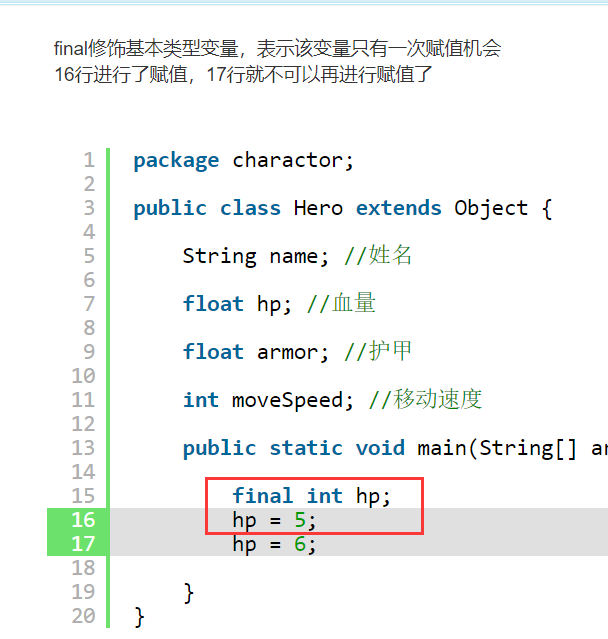 final修饰基本类型变量，表示该变量只有一次赋值机会
16行进行了赋值，17行就不可以再进行赋值了
1 package charactor;
2
3 public class Hero extends Object {
4
5 String name; //姓名
6
7 float hp; //血量
8
9 float armor; //护甲
10
11 int moveSpeed; //移动速度
12
13 public static void main(String[] ar
14
15 final int hp;
16 hp = 5;
17 hp = 6;
18
19 }
20 }